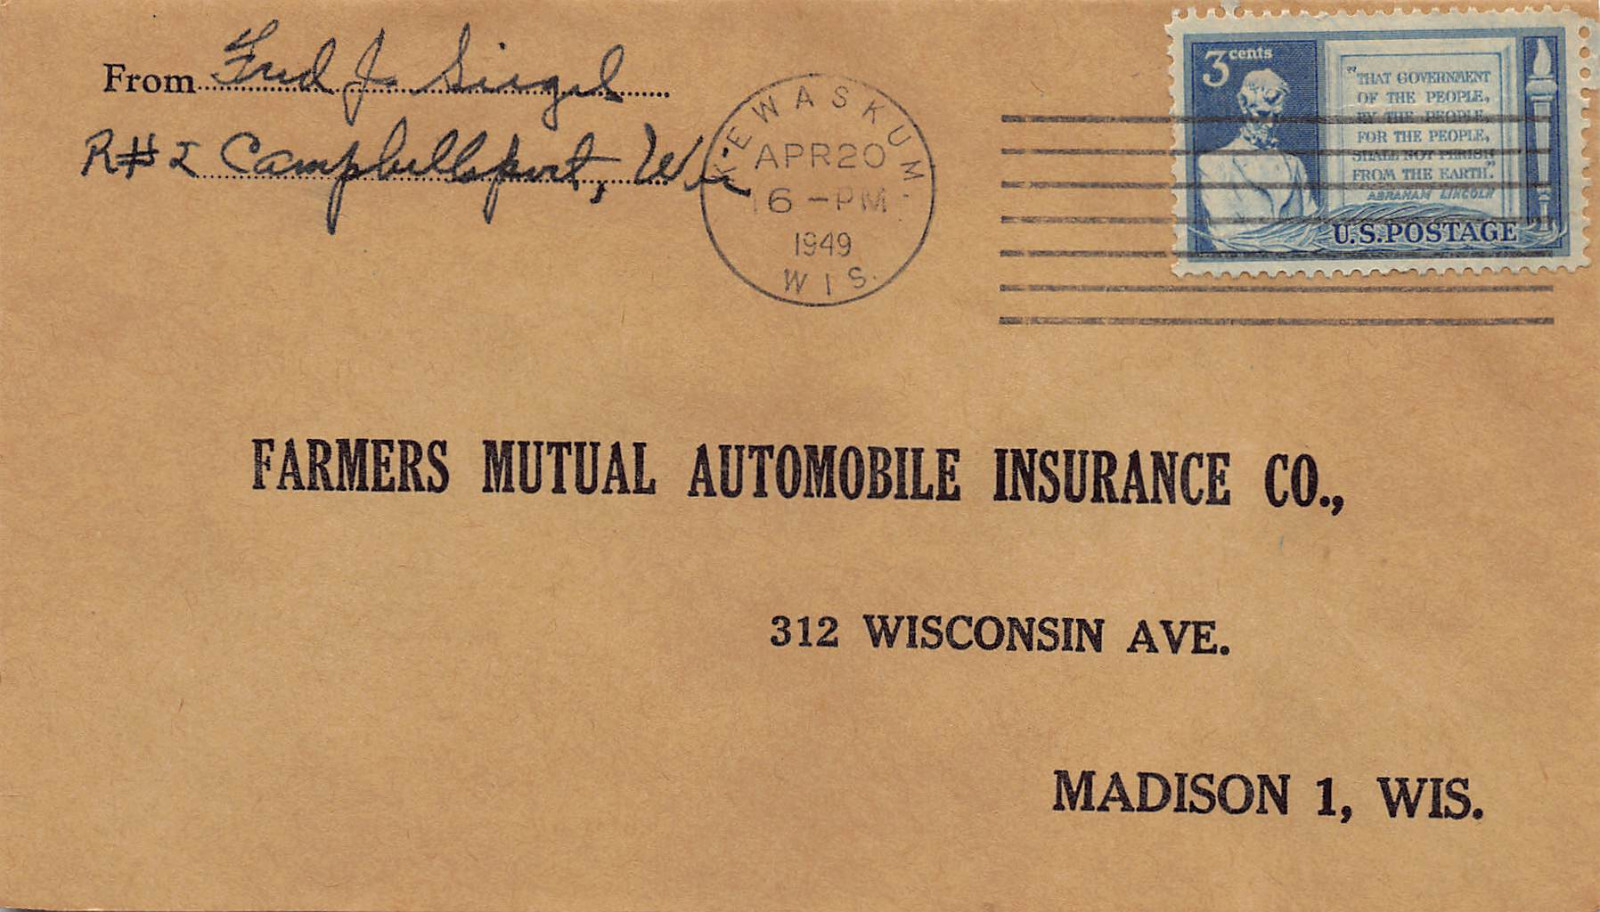 From Fred J Siegel
R#2 Campbellsport, Wis
KEWASKUM.
APR 20
6-PM
1949
WIS.
3 cents
"THAT GOVERNMENT
OF THE PEOPLE,
BY THE PEOPLE,
FOR THE PEOPLE,
SHALL NOT PERISH
FROM THE EARTH."
ABRAHAM LINCOLN
U.S.POSTAGE
FARMERS MUTUAL AUTOMOBILE INSURANCE CO.,
312 WISCONSIN AVE.
MADISON 1, WIS.